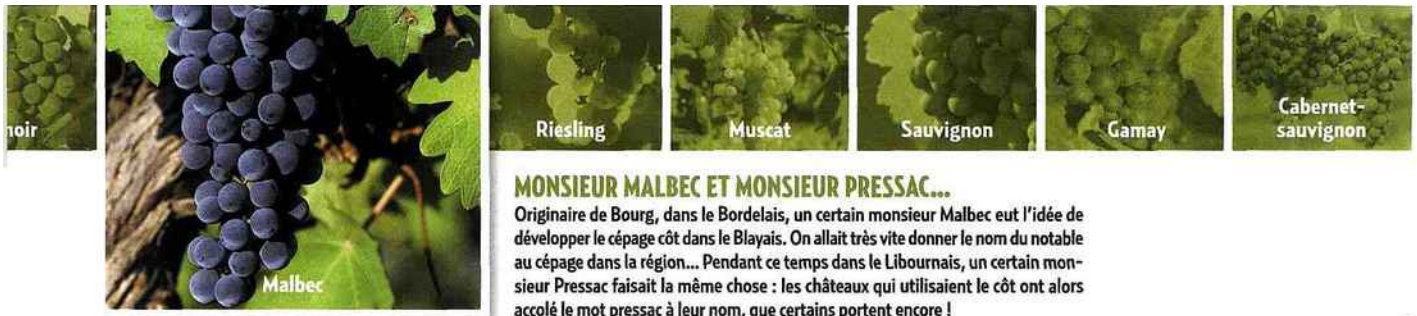 noir
Malbec
Riesling
Muscat
Sauvignon
Gamay
Cabernet-
sauvignon
MONSIEUR MALBEC ET MONSIEUR PRESSAC...
Originaire de Bourg, dans le Bordelais, un certain monsieur Malbec eut l'idée de
développer le cépage côt dans le Blayais. On allait très vite donner le nom du notable
au cépage dans la région... Pendant ce temps dans le Libournais, un certain mon-
sieur Pressac faisait la même chose : les châteaux qui utilisaient le côt ont alors
accolé le mot pressac à leur nom, que certains portent encore !